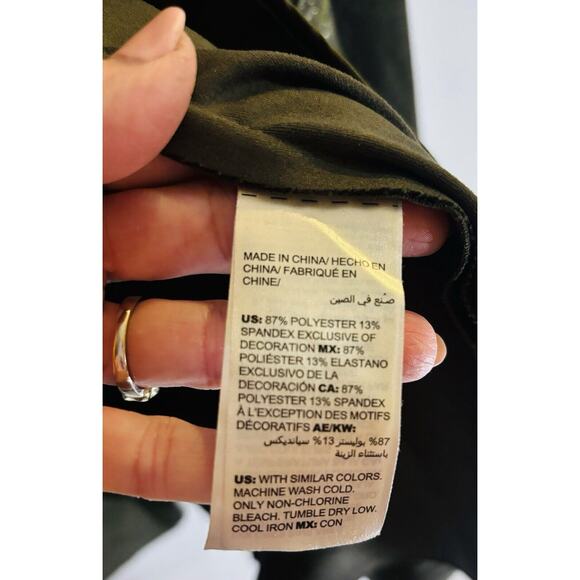 MADE IN CHINA/ HECHO EN
CHINA/ FABRIQUÉ EN
CHINE/
صنع في الصين
US: 87% POLYESTER 13%
SPANDEX EXCLUSIVE OF
DECORATION MX: 87%
POLIÉSTER 13% ELASTANO
EXCLUSIVO DE LA
DECORACIÓN CA: 87%
POLYESTER 13% SPANDEX
À L'EXCEPTION DES MOTIFS
DÉCORATIFS AE/KW:
87% بوليستر 13% سباندیكس
باستثناء الزينة
US: WITH SIMILAR COLORS.
MACHINE WASH COLD.
ONLY NON-CHLORINE
BLEACH. TUMBLE DRY LOW.
COOL IRON MX: CON